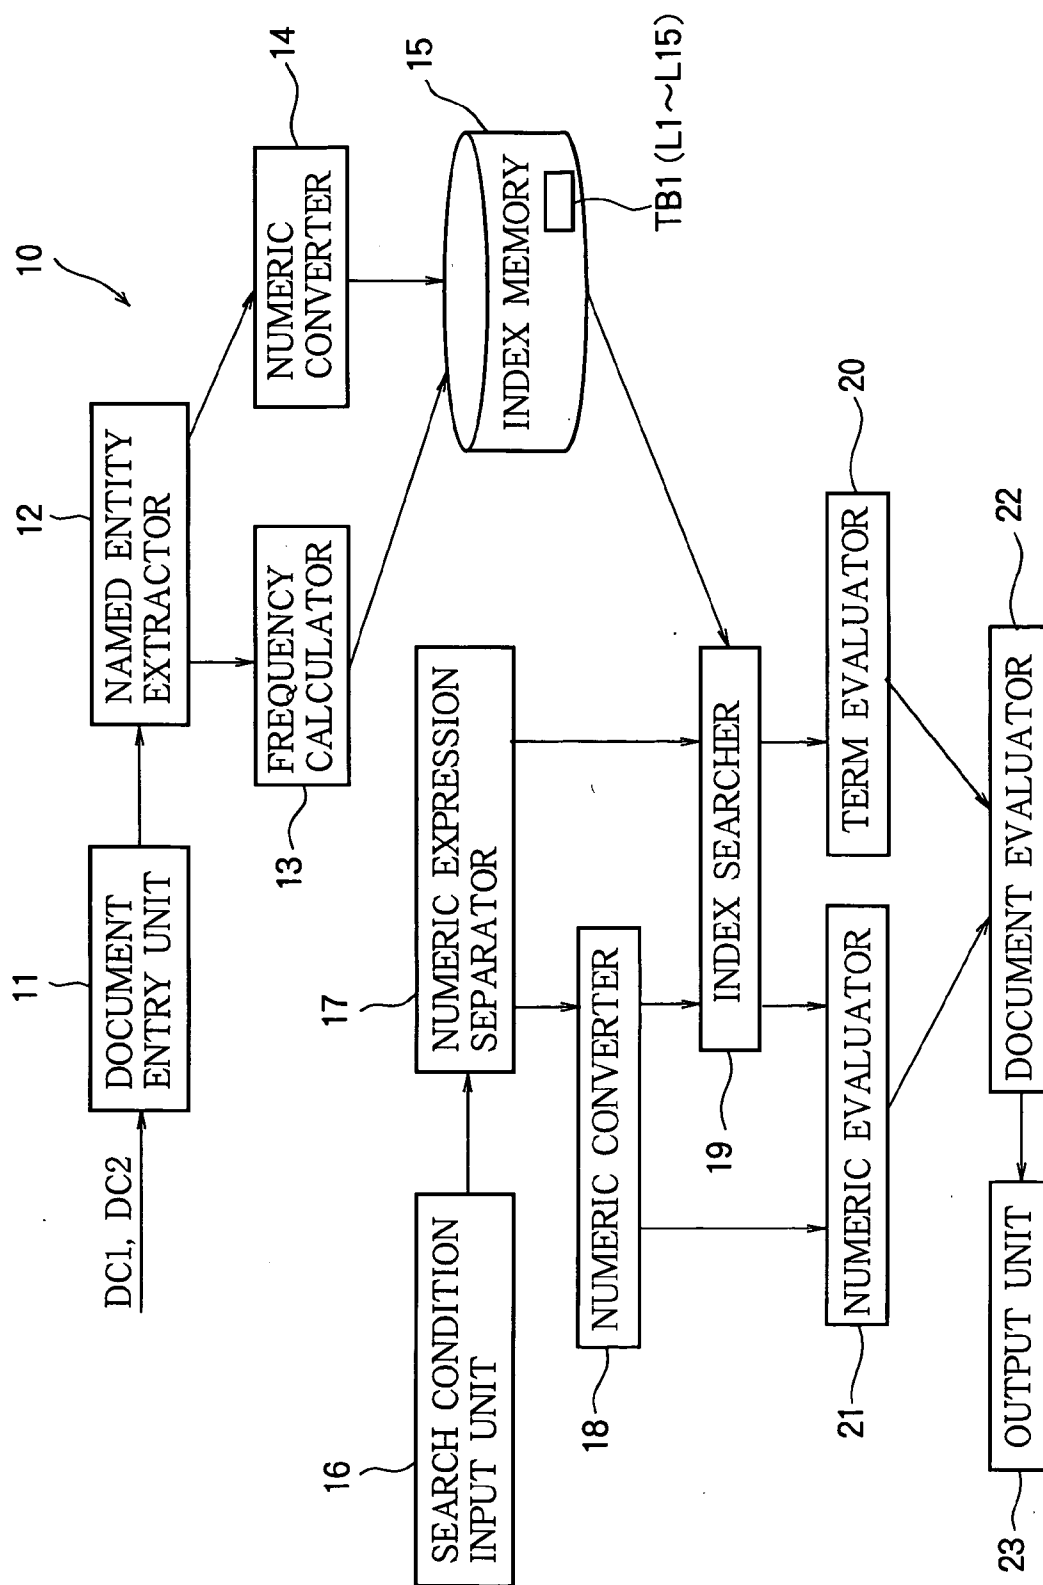 10
DC1, DC2
11
DOCUMENT
ENTRY UNIT
12
NAMED ENTITY
EXTRACTOR
13
FREQUENCY
CALCULATOR
14
NUMERIC
CONVERTER
15
INDEX MEMORY
TB1 (L1~L15)
16
SEARCH CONDITION
INPUT UNIT
17
NUMERIC EXPRESSION
SEPARATOR
18
NUMERIC CONVERTER
19
INDEX SEARCHER
20
TERM EVALUATOR
21
NUMERIC EVALUATOR
22
DOCUMENT EVALUATOR
23
OUTPUT UNIT